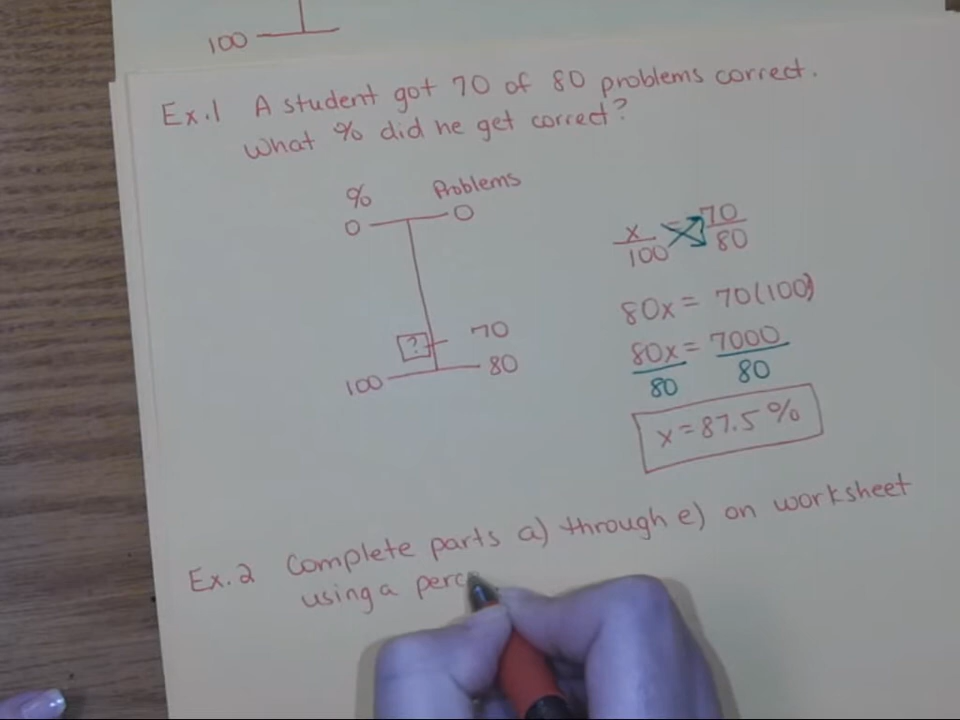 100
Ex.1 A student got 70 of 80 problems correct.
What % did he get correct?
% Problems
0 0
? 70
100 80
x/100 = 70/80
80x = 70(100)
80x/80 = 7000/80
x = 87.5 %
Ex. 2 Complete parts a) through e) on worksheet
using a perc